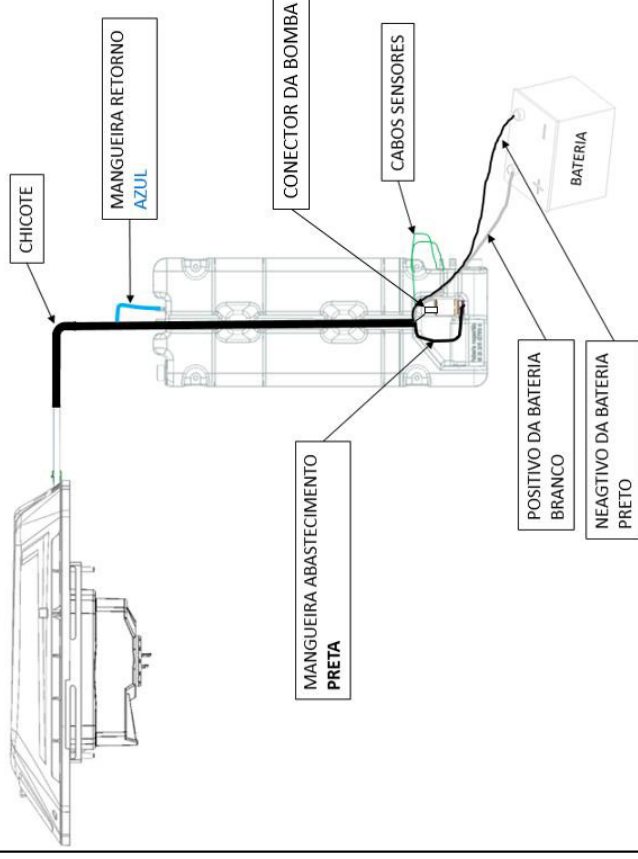 CHICOTE
MANGUEIRA RETORNO
AZUL
CONECTOR DA BOMBA
CABOS SENSORES
BATERIA
MANGUEIRA ABASTECIMENTO
PRETA
POSITIVO DA BATERIA
BRANCO
NEAGTIVO DA BATERIA
PRETO